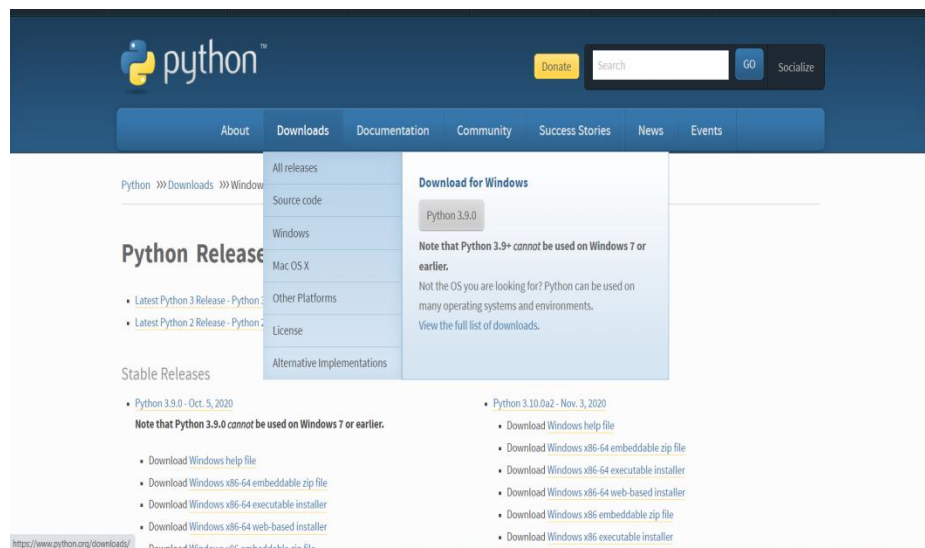 python™
Donate
Search
GO
Socialize
About Downloads Documentation Community Success Stories News Events
All releases
Source code
Windows
Mac OS X
Other Platforms
License
Alternative Implementations
Download for Windows
Python 3.9.0
Note that Python 3.9+ cannot be used on Windows 7 or
earlier.
Not the OS you are looking for? Python can be used on
many operating systems and environments.
View the full list of downloads.
Python »» Downloads »» Window
Python Release
Latest Python 3 Release - Python 3
Latest Python 2 Release - Python 2
Stable Releases
Python 3.9.0 - Oct. 5, 2020
Note that Python 3.9.0 cannot be used on Windows 7 or earlier.
Download Windows help file
Download Windows x86-64 embeddable zip file
Download Windows x86-64 executable installer
Download Windows x86-64 web-based installer
Download Windows x86 embeddable zip file
Python 3.10.0a2 - Nov. 3, 2020
Download Windows help file
Download Windows x86-64 embeddable zip file
Download Windows x86-64 executable installer
Download Windows x86-64 web-based installer
Download Windows x86 embeddable zip file
Download Windows x86 executable installer
https://www.python.org/downloads/